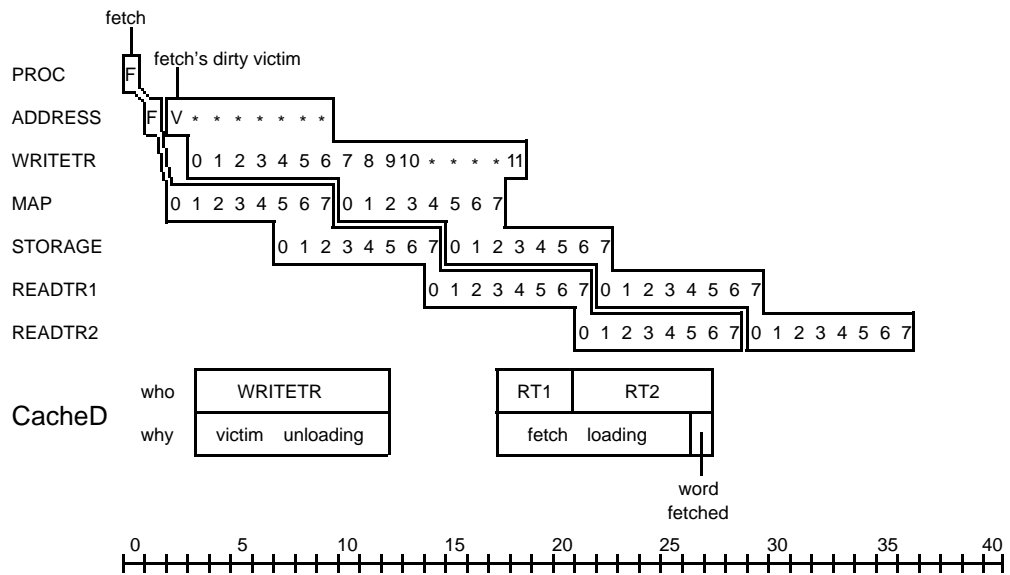 fetch
fetch's dirty victim
PROC F
ADDRESS F V * * * * * * *
WRITETR 0 1 2 3 4 5 6 7 8 9 10 * * * * 11
MAP 0 1 2 3 4 5 6 7 0 1 2 3 4 5 6 7
STORAGE 0 1 2 3 4 5 6 7 0 1 2 3 4 5 6 7
READTR1 0 1 2 3 4 5 6 7 0 1 2 3 4 5 6 7
READTR2 0 1 2 3 4 5 6 7 0 1 2 3 4 5 6 7
CacheD
who WRITETR RT1 RT2
why victim unloading fetch loading
word
fetched
0 5 10 15 20 25 30 35 40